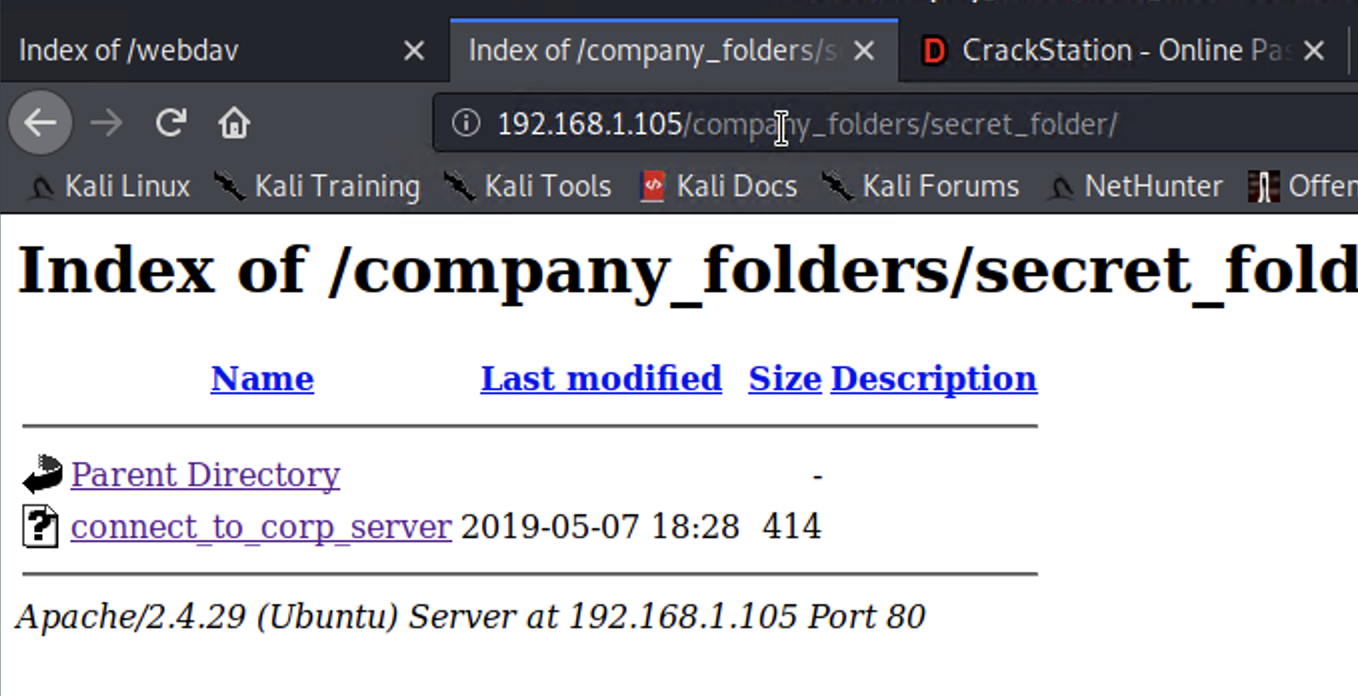 Index of /webdav
Index of /company_folders/s
CrackStation - Online Pas
192.168.1.105/company_folders/secret_folder/
Kali Linux Kali Training Kali Tools Kali Docs Kali Forums NetHunter Offen
Index of /company_folders/secret_fold
Name Last modified Size Description
Parent Directory -
connect_to_corp_server 2019-05-07 18:28 414
Apache/2.4.29 (Ubuntu) Server at 192.168.1.105 Port 80